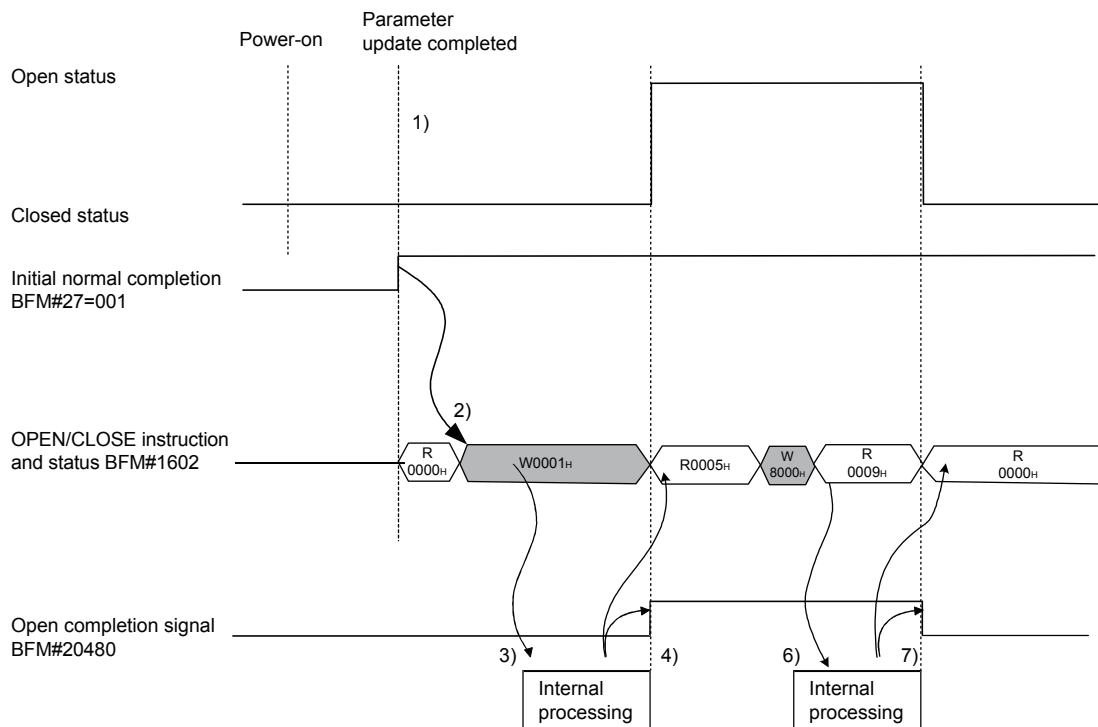 Power-on
Parameter
update completed
Open status
1)
Closed status
Initial normal completion
BFM#27=001
2)
OPEN/CLOSE instruction
and status BFM#1602
R
0000H
W0001H
R0005H
W
8000H
R
0009H
R
0000H
Open completion signal
BFM#20480
3)
4)
6)
7)
Internal
processing
Internal
processing